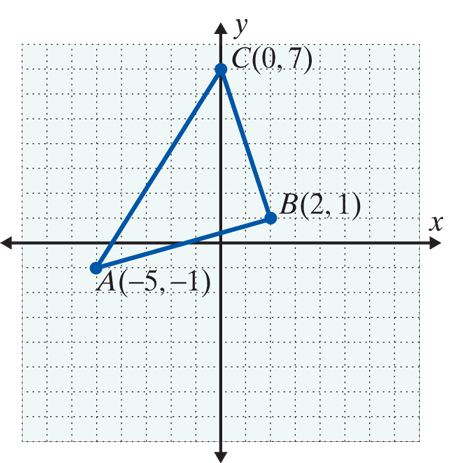 y
C(0, 7)
B(2, 1)
x
A(–5, –1)